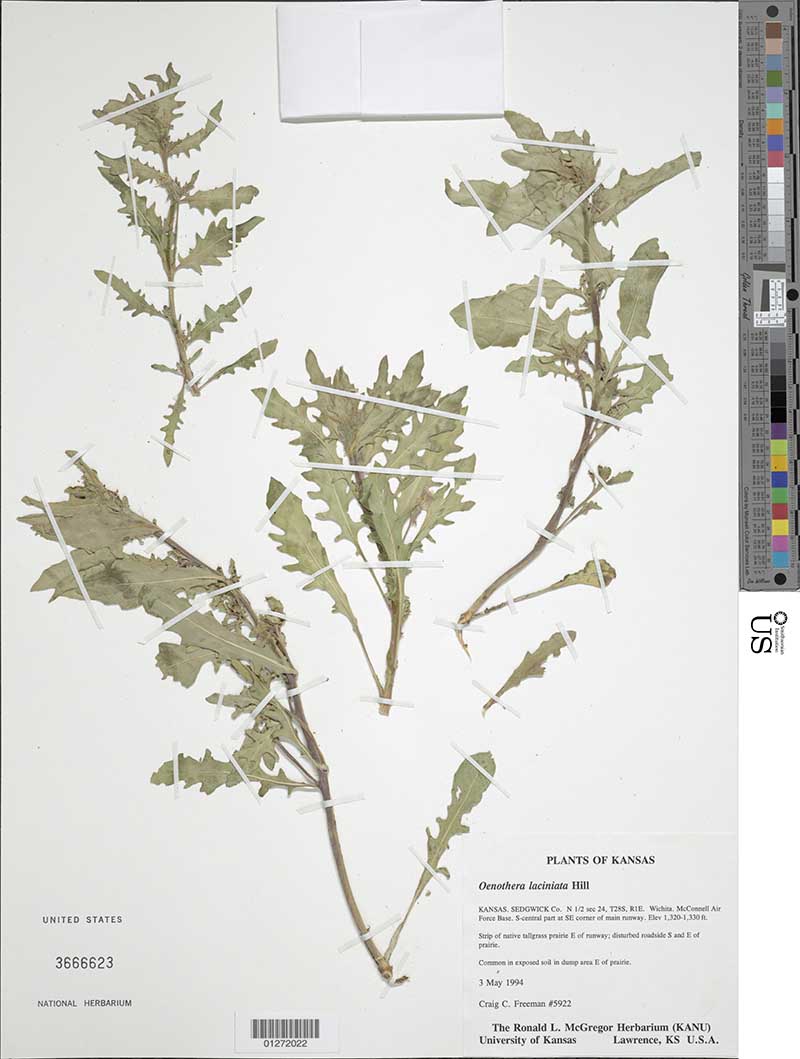 PLANTS OF KANSAS
Oenothera laciniata Hill
KANSAS. SEDGWICK Co. N 1/2 sec 24, T28S, R1E. Wichita. McConnell Air
Force Base. S-central part at SE corner of main runway. Elev 1,320-1,330 ft.
Strip of native tallgrass prairie E of runway; disturbed roadside S and E of
prairie.
Common in exposed soil in dump area E of prairie.
3 May 1994
Craig C. Freeman #5922
The Ronald L. McGregor Herbarium (KANU)
University of Kansas Lawrence, KS U.S.A.
UNITED STATES
3666623
NATIONAL HERBARIUM
01272022
Golden Thread
US
Smithsonian
Institution